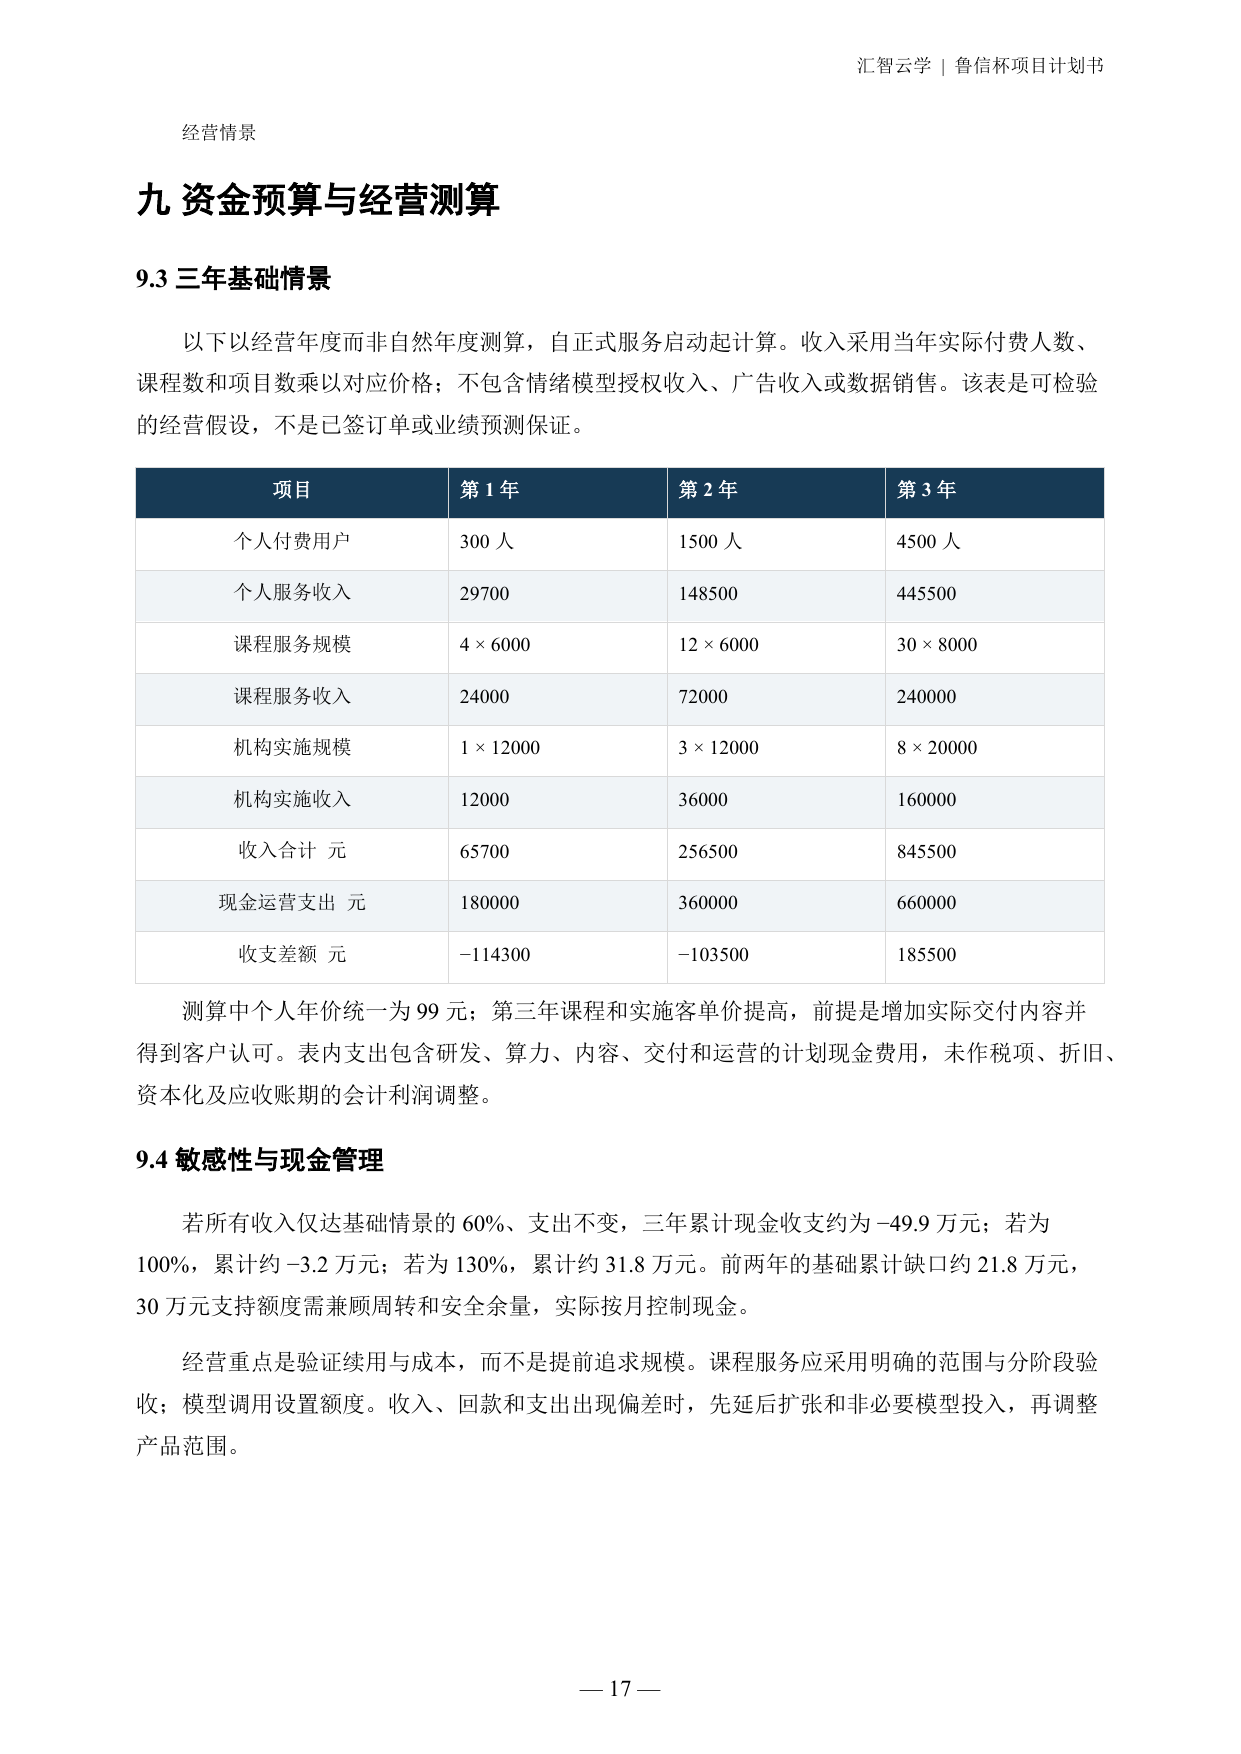 汇智云学 | 鲁信杯项目计划书
经营情景
九 资金预算与经营测算
9.3 三年基础情景
以下以经营年度而非自然年度测算，自正式服务启动起计算。收入采用当年实际付费人数、
课程数和项目数乘以对应价格；不包含情绪模型授权收入、广告收入或数据销售。该表是可检验
的经营假设，不是已签订单或业绩预测保证。
项目 第 1 年 第 2 年 第 3 年
个人付费用户 300 人 1500 人 4500 人
个人服务收入 29700 148500 445500
课程服务规模 4 × 6000 12 × 6000 30 × 8000
课程服务收入 24000 72000 240000
机构实施规模 1 × 12000 3 × 12000 8 × 20000
机构实施收入 12000 36000 160000
收入合计 元 65700 256500 845500
现金运营支出 元 180000 360000 660000
收支差额 元 −114300 −103500 185500
测算中个人年价统一为 99 元；第三年课程和实施客单价提高，前提是增加实际交付内容并
得到客户认可。表内支出包含研发、算力、内容、交付和运营的计划现金费用，未作税项、折旧、
资本化及应收账期的会计利润调整。
9.4 敏感性与现金管理
若所有收入仅达基础情景的 60%、支出不变，三年累计现金收支约为 −49.9 万元；若为
100%，累计约 −3.2 万元；若为 130%，累计约 31.8 万元。前两年的基础累计缺口约 21.8 万元，
30 万元支持额度需兼顾周转和安全余量，实际按月控制现金。
经营重点是验证续用与成本，而不是提前追求规模。课程服务应采用明确的范围与分阶段验
收；模型调用设置额度。收入、回款和支出出现偏差时，先延后扩张和非必要模型投入，再调整
产品范围。
— 17 —